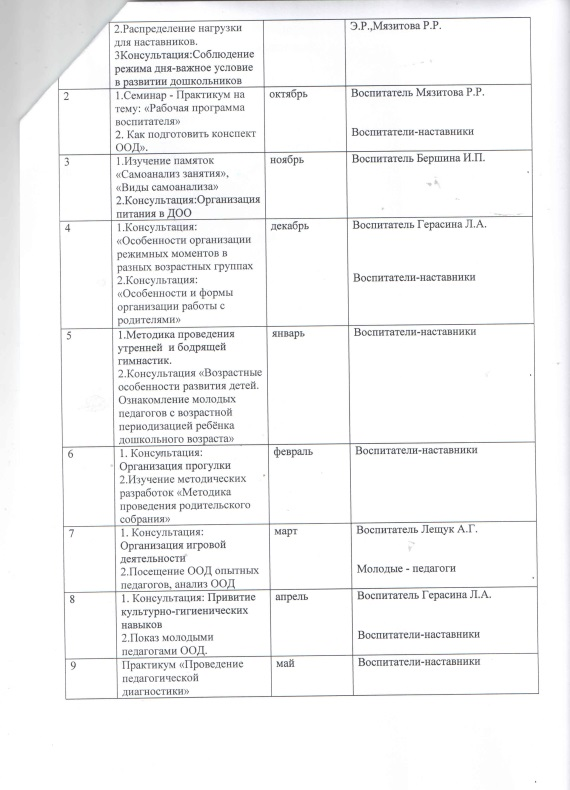 2.Распределение нагрузки
для наставников.
3Консультация:Соблюдение
режима дня-важное условие
в развитии дошкольников
Э.Р.,Мязитова Р.Р.
2
1.Семинар - Практикум на
тему: «Рабочая программа
воспитателя»
2. Как подготовить конспект
ООД».
октябрь
Воспитатель Мязитова Р.Р.
Воспитатели-наставники
3
1.Изучение памяток
«Самоанализ занятия»,
«Виды самоанализа»
2.Консультация:Организация
питания в ДОО
ноябрь
Воспитатель Бершина И.П.
4
1.Консультация:
«Особенности организации
режимных моментов в
разных возрастных группах
2.Консультация:
«Особенности и формы
организации работы с
родителями»
декабрь
Воспитатель Герасина Л.А.
Воспитатели-наставники
5
1.Методика проведения
утренней и бодрящей
гимнастик.
2.Консультация «Возрастные
особенности развития детей.
Ознакомление молодых
педагогов с возрастной
периодизацией ребёнка
дошкольного возраста»
январь
Воспитатели-наставники
6
1. Консультация:
Организация прогулки
2.Изучение методических
разработок «Методика
проведения родительского
собрания»
февраль
Воспитатели-наставники
7
1. Консультация:
Организация игровой
деятельности
2.Посещение ООД опытных
педагогов, анализ ООД
март
Воспитатель Лещук А.Г.
Молодые - педагоги
8
1. Консультация: Привитие
культурно-гигиенических
навыков
2.Показ молодыми
педагогами ООД.
апрель
Воспитатель Герасина Л.А.
Воспитатели-наставники
9
Практикум «Проведение
педагогической
диагностики»
май
Воспитатели-наставники